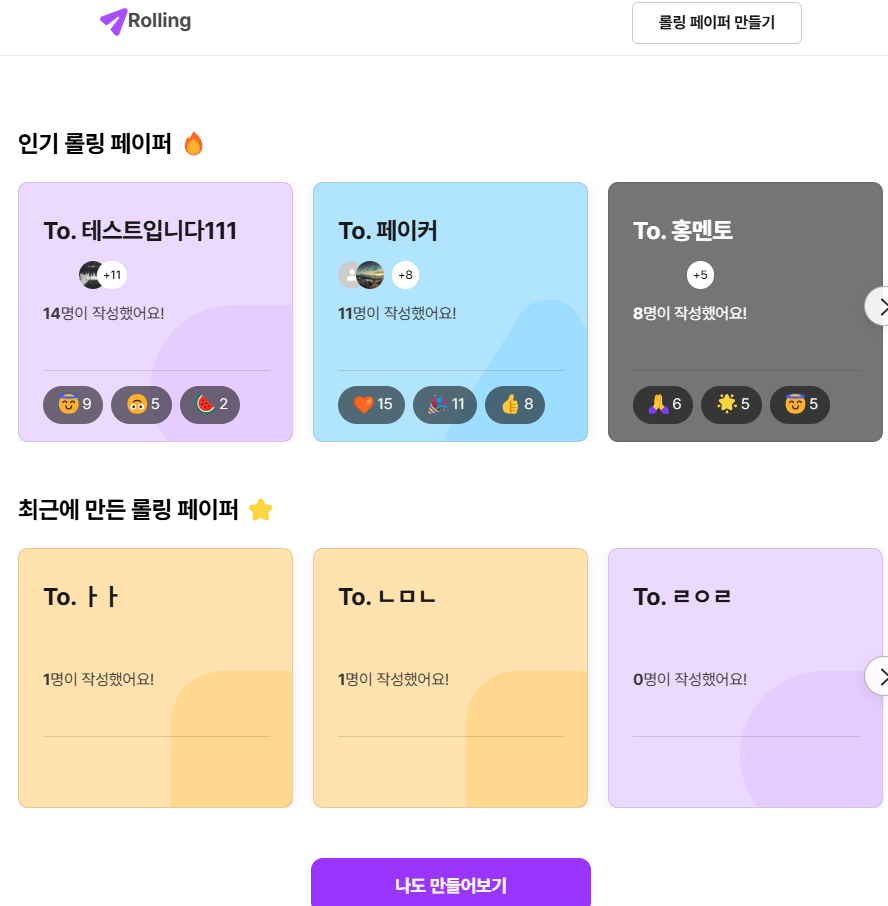 Rolling
롤링 페이퍼 만들기
인기 롤링 페이퍼 🔥
To. 테스트입니다111
+11
14명이 작성했어요!
😇 9
🙃 5
🍉 2
To. 페이커
+8
11명이 작성했어요!
❤️ 15
🎉 11
👍 8
To. 홍멘토
+5
8명이 작성했어요!
🙏 6
🌟 5
😇 5
최근에 만든 롤링 페이퍼 ⭐
To. ㅏㅏ
1명이 작성했어요!
To. ㄴㅁㄴ
1명이 작성했어요!
To. ㄹㅇㄹ
0명이 작성했어요!
나도 만들어보기